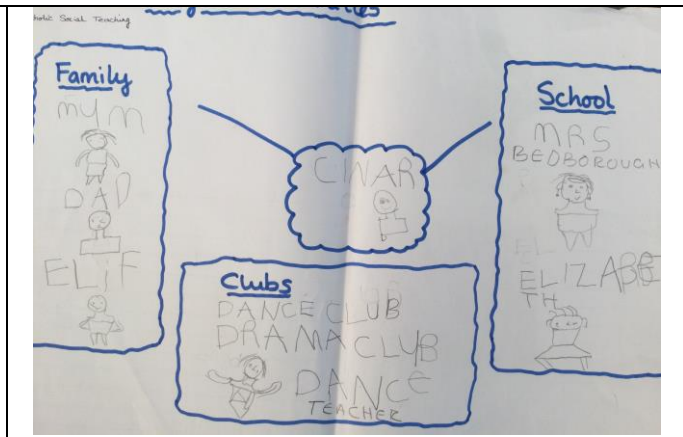 Social Teaching
Family
MUM
DAD
ELIF
CINAR
School
MRS
BEDBOROUGH
ELIZABE
TH
Clubs
DANCE CLUB
DRAMA CLUB
DANCE
TEACHER